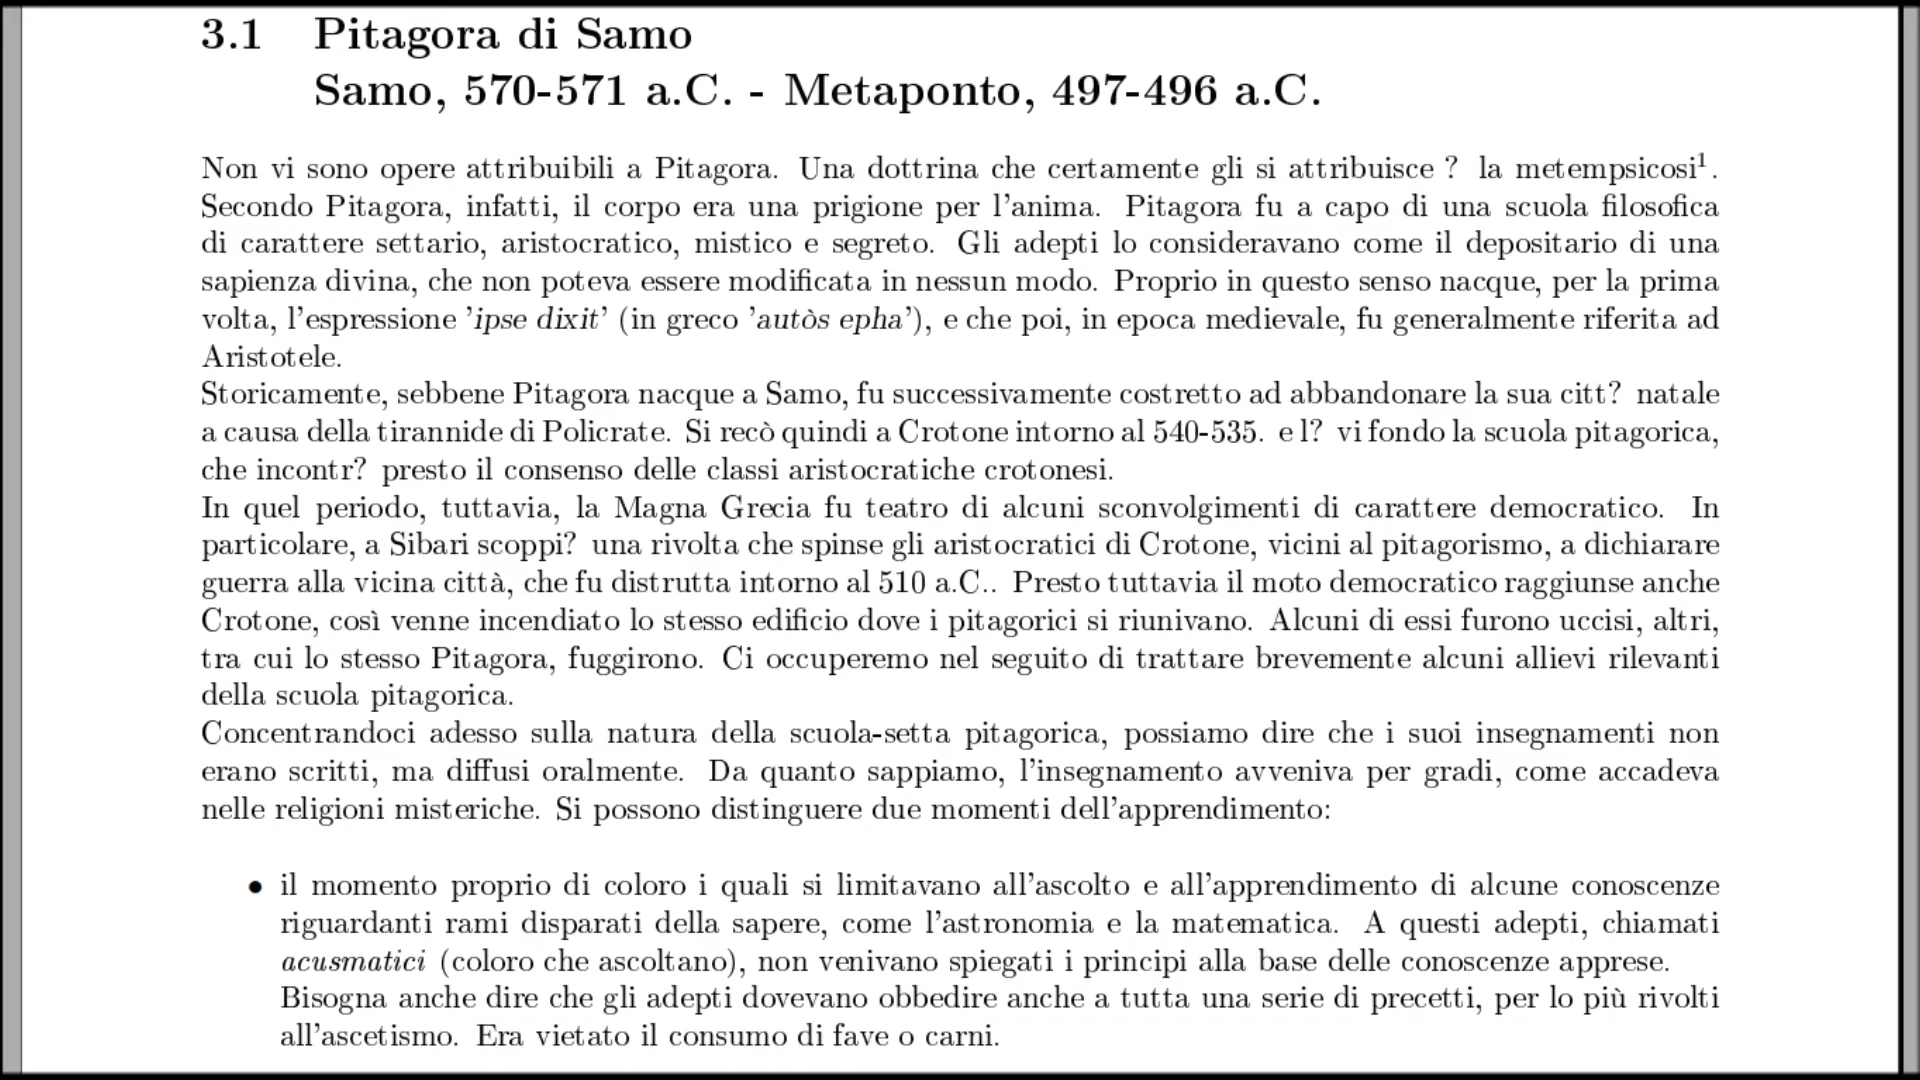 3.1 Pitagora di Samo
Samo, 570-571 a.C. - Metaponto, 497-496 a.C.
Non vi sono opere attribuibili a Pitagora. Una dottrina che certamente gli si attribuisce ? la metempsicosi¹.
Secondo Pitagora, infatti, il corpo era una prigione per l'anima. Pitagora fu a capo di una scuola filosofica
di carattere settario, aristocratico, mistico e segreto. Gli adepti lo consideravano come il depositario di una
sapienza divina, che non poteva essere modificata in nessun modo. Proprio in questo senso nacque, per la prima
volta, l'espressione 'ipse dixit' (in greco 'autòs epha'), e che poi, in epoca medievale, fu generalmente riferita ad
Aristotele.
Storicamente, sebbene Pitagora nacque a Samo, fu successivamente costretto ad abbandonare la sua citt? natale
a causa della tirannide di Policrate. Si recò quindi a Crotone intorno al 540-535. e l? vi fondo la scuola pitagorica,
che incontr? presto il consenso delle classi aristocratiche crotonesi.
In quel periodo, tuttavia, la Magna Grecia fu teatro di alcuni sconvolgimenti di carattere democratico. In
particolare, a Sibari scoppi? una rivolta che spinse gli aristocratici di Crotone, vicini al pitagorismo, a dichiarare
guerra alla vicina città, che fu distrutta intorno al 510 a.C.. Presto tuttavia il moto democratico raggiunse anche
Crotone, così venne incendiato lo stesso edificio dove i pitagorici si riunivano. Alcuni di essi furono uccisi, altri,
tra cui lo stesso Pitagora, fuggirono. Ci occuperemo nel seguito di trattare brevemente alcuni allievi rilevanti
della scuola pitagorica.
Concentrandoci adesso sulla natura della scuola-setta pitagorica, possiamo dire che i suoi insegnamenti non
erano scritti, ma diffusi oralmente. Da quanto sappiamo, l'insegnamento avveniva per gradi, come accadeva
nelle religioni misteriche. Si possono distinguere due momenti dell'apprendimento:
• il momento proprio di coloro i quali si limitavano all'ascolto e all'apprendimento di alcune conoscenze
riguardanti rami disparati della sapere, come l'astronomia e la matematica. A questi adepti, chiamati
acusmatici (coloro che ascoltano), non venivano spiegati i principi alla base delle conoscenze apprese.
Bisogna anche dire che gli adepti dovevano obbedire anche a tutta una serie di precetti, per lo più rivolti
all'ascetismo. Era vietato il consumo di fave o carni.